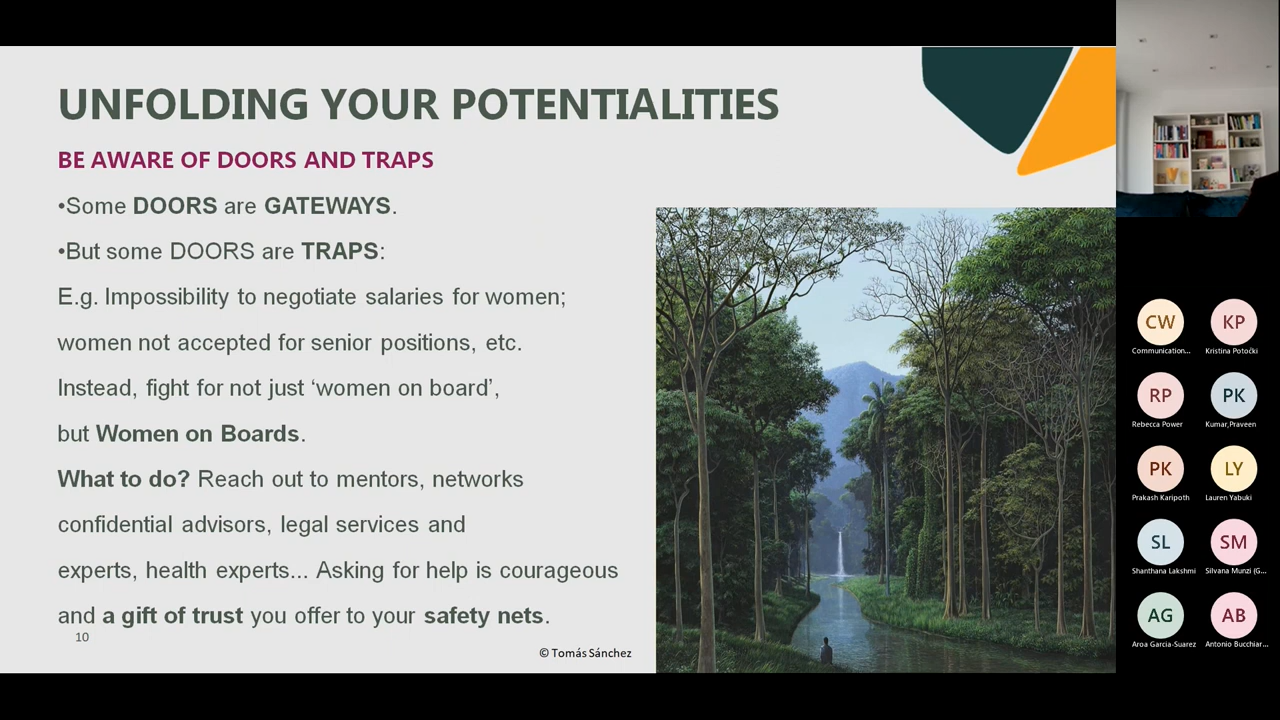 UNFOLDING YOUR POTENTIALITIES
BE AWARE OF DOORS AND TRAPS
•Some DOORS are GATEWAYS.
•But some DOORS are TRAPS:
E.g. Impossibility to negotiate salaries for women;
women not accepted for senior positions, etc.
Instead, fight for not just ‘women on board’,
but Women on Boards.
What to do? Reach out to mentors, networks
confidential advisors, legal services and
experts, health experts... Asking for help is courageous
and a gift of trust you offer to your safety nets.
10
© Tomás Sánchez
CW
Communication...
KP
Kristina Potočki
RP
Rebecca Power
PK
Kumar,Praveen
PK
Prakash Karipoth
LY
Lauren Yabuki
SL
Shanthana Lakshmi
SM
Silvana Munzi (G...
AG
Aroa Garcia-Suarez
AB
Antonio Bucchiar...